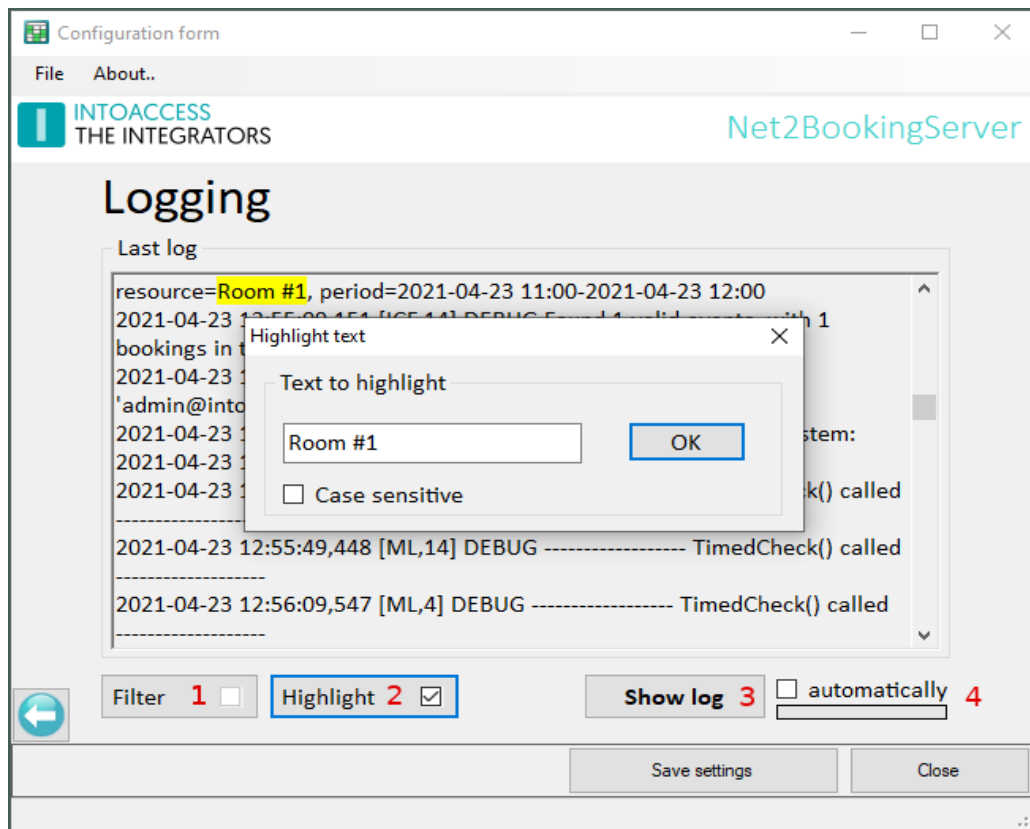 Configuration form
File About..
INTOACCESS
THE INTEGRATORS
Net2BookingServer
Logging
Last log
resource=Room #1, period=2021-04-23 11:00-2021-04-23 12:00
bookings in t
Highlight text
Text to highlight
2021-04-23 1
'admin@into
Room #1
OK
2021-04-23 1
stem:
2021-04-23 1
Case sensitive
2021-04-23 1
k() called
------------------
2021-04-23 12:55:49,448 [ML,14] DEBUG ------------------ TimedCheck() called
-------------------
2021-04-23 12:56:09,547 [ML,4] DEBUG ------------------ TimedCheck() called
-------------------
Filter 1
Highlight 2
Show log 3
automatically 4
Save settings
Close